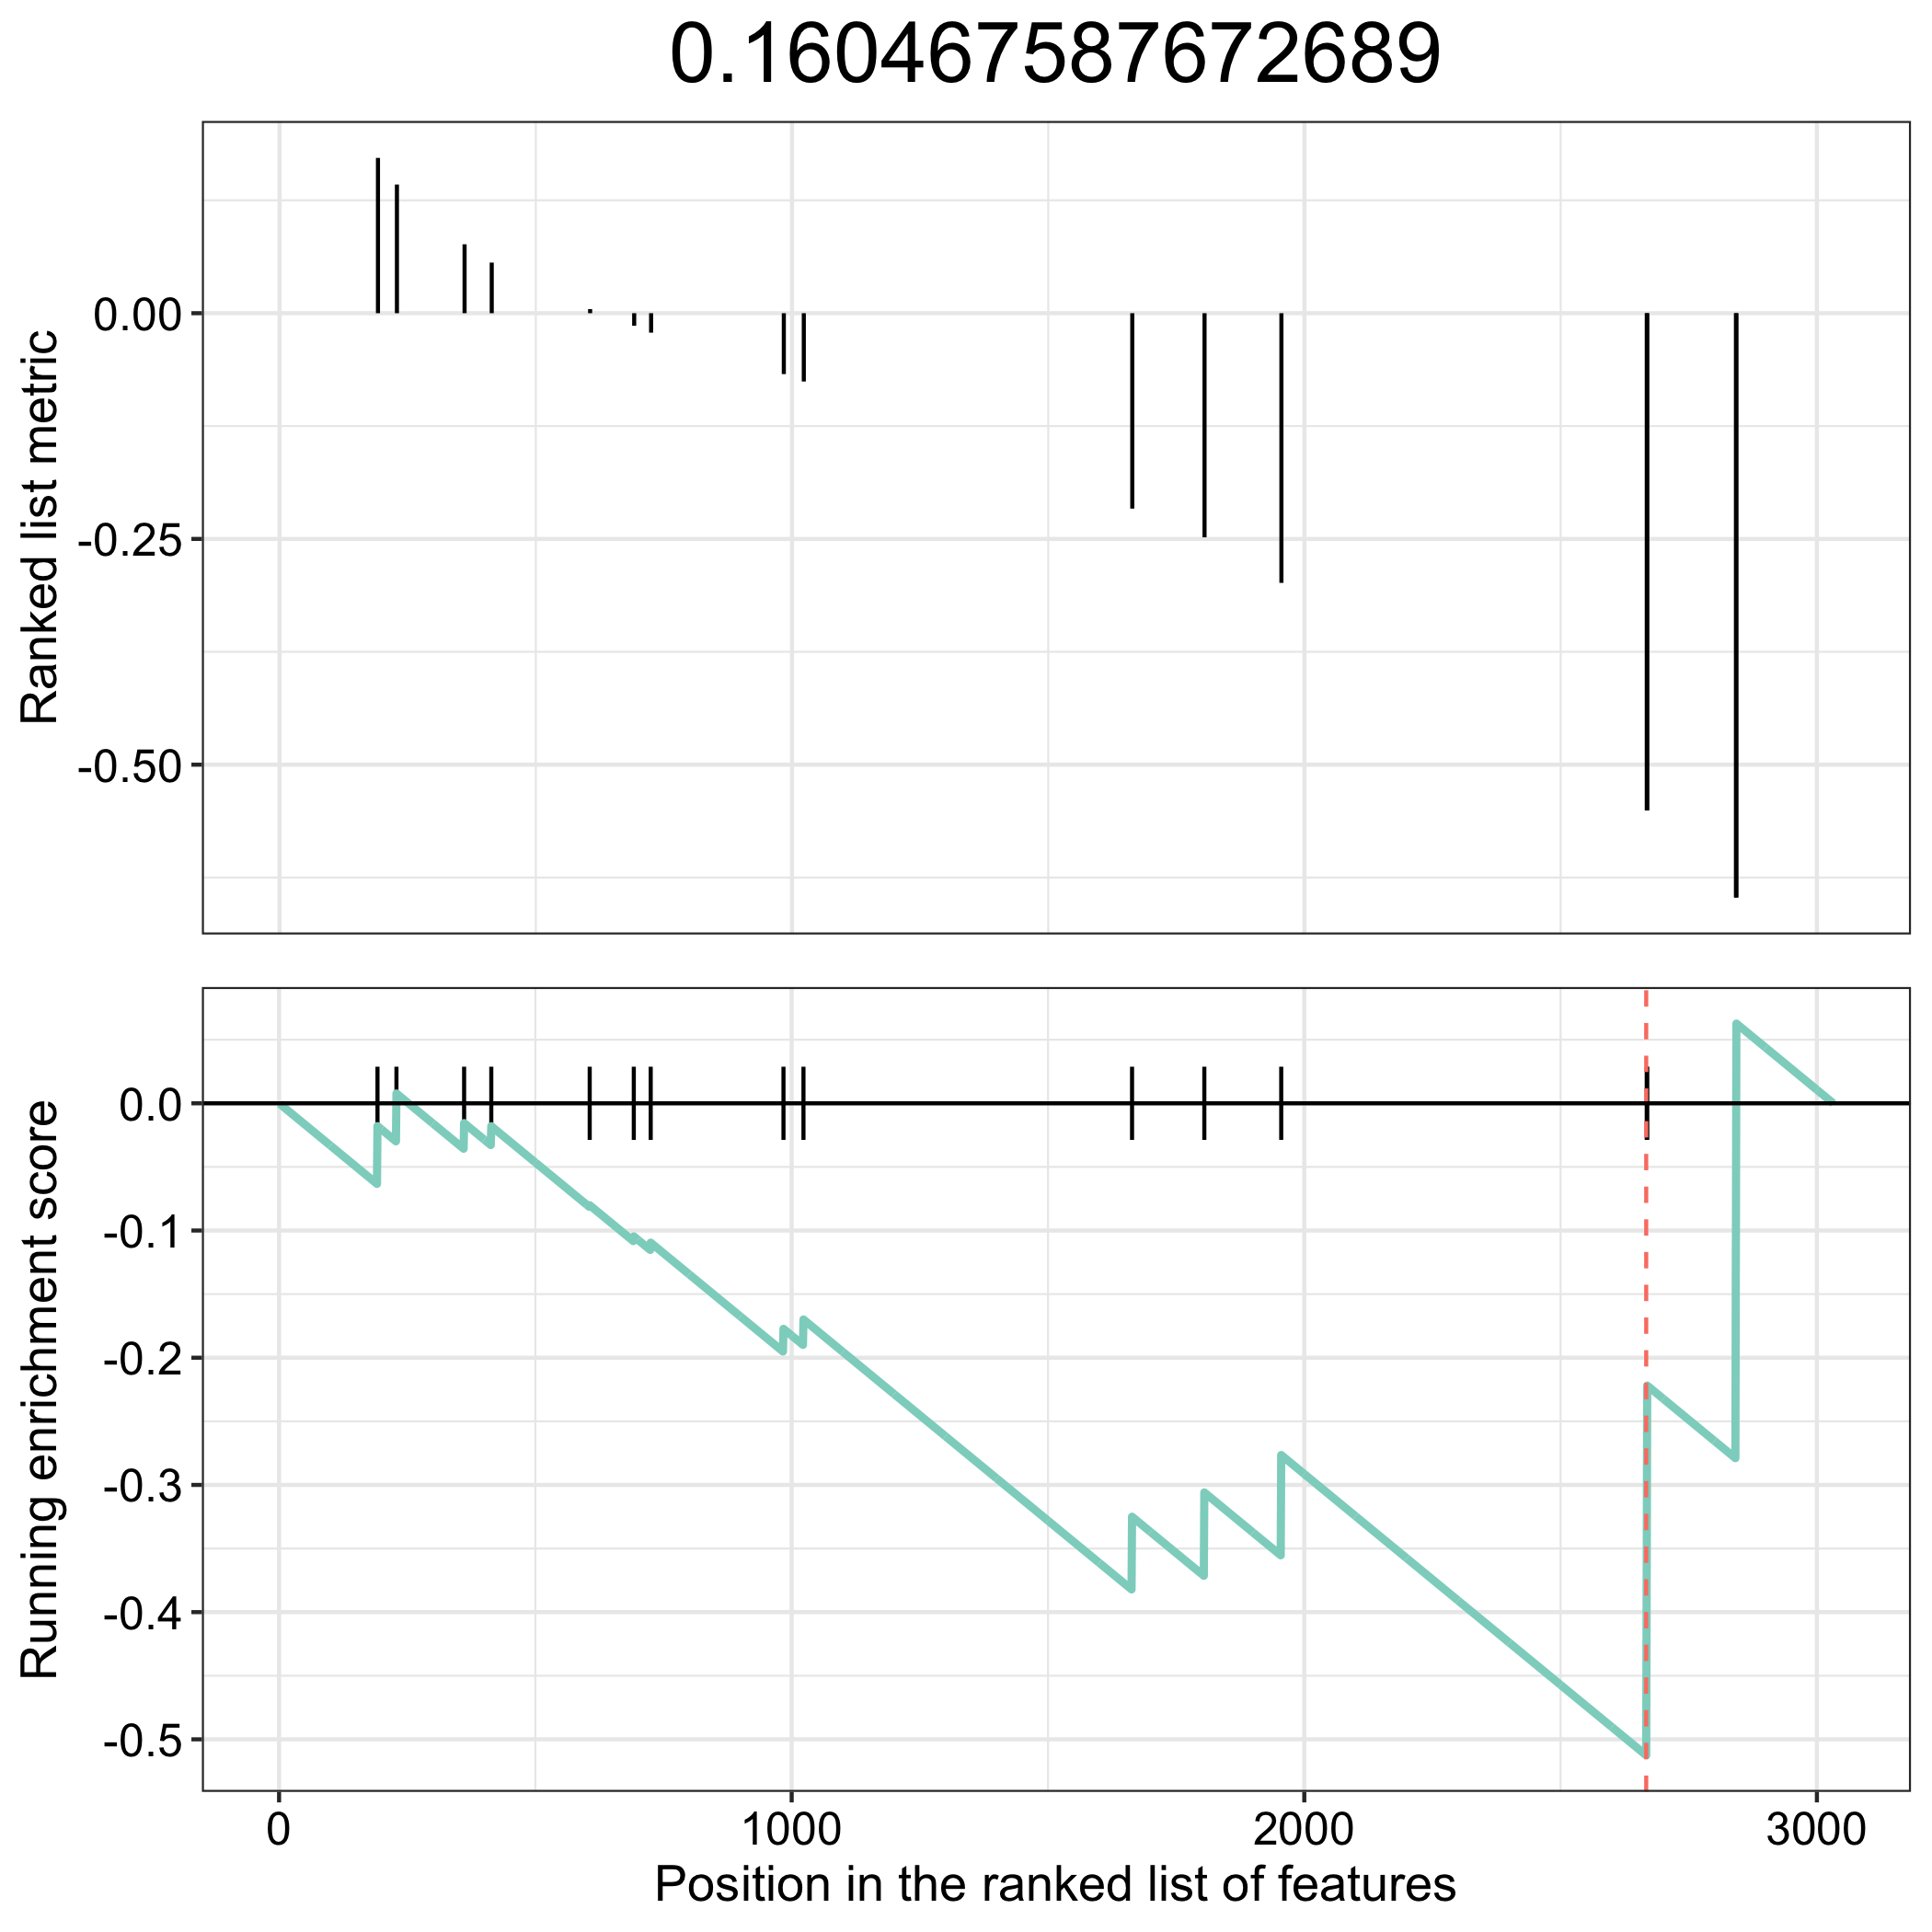 0.160467587672689
Ranked list metric
0.00
-0.25
-0.50
Running enrichment score
0.0
-0.1
-0.2
-0.3
-0.4
-0.5
0 1000 2000 3000
Position in the ranked list of features